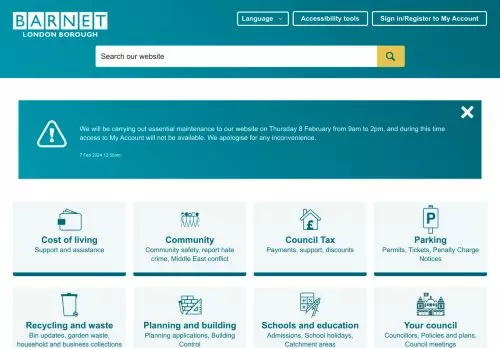 BARNET
LONDON BOROUGH
Language
Accessibility tools
Sign in/Register to My Account
Search our website
We will be carrying out essential maintenance to our website on Thursday 8 February from 9am to 2pm, and during this time
access to My Account will not be available. We apologise for any inconvenience.
7 Feb 2024 12:50pm
Cost of living
Support and assistance
Community
Community safety, report hate
crime, Middle East conflict
Council Tax
Payments, support, discounts
P
Parking
Permits, Tickets, Penalty Charge
Notices
Recycling and waste
Bin updates, garden waste,
household and business collections
Planning and building
Planning applications, Building
Control
Schools and education
Admissions, School holidays,
Catchment areas
Your council
Councillors, Policies and plans,
Council meetings